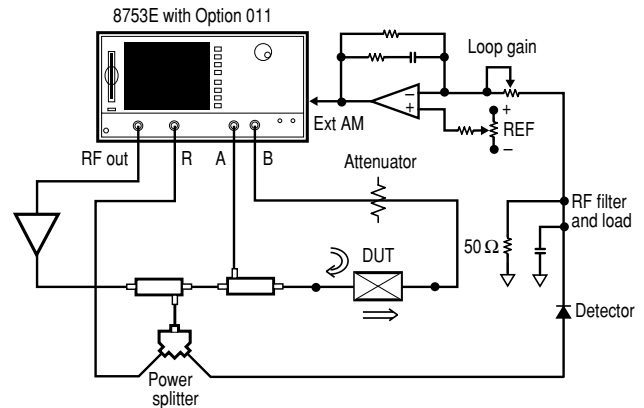 8753E with Option 011
Loop gain
Ext AM
−
+
+
REF
−
RF out
R
A
B
Attenuator
RF filter
and load
50 Ω
DUT
Detector
Power
splitter